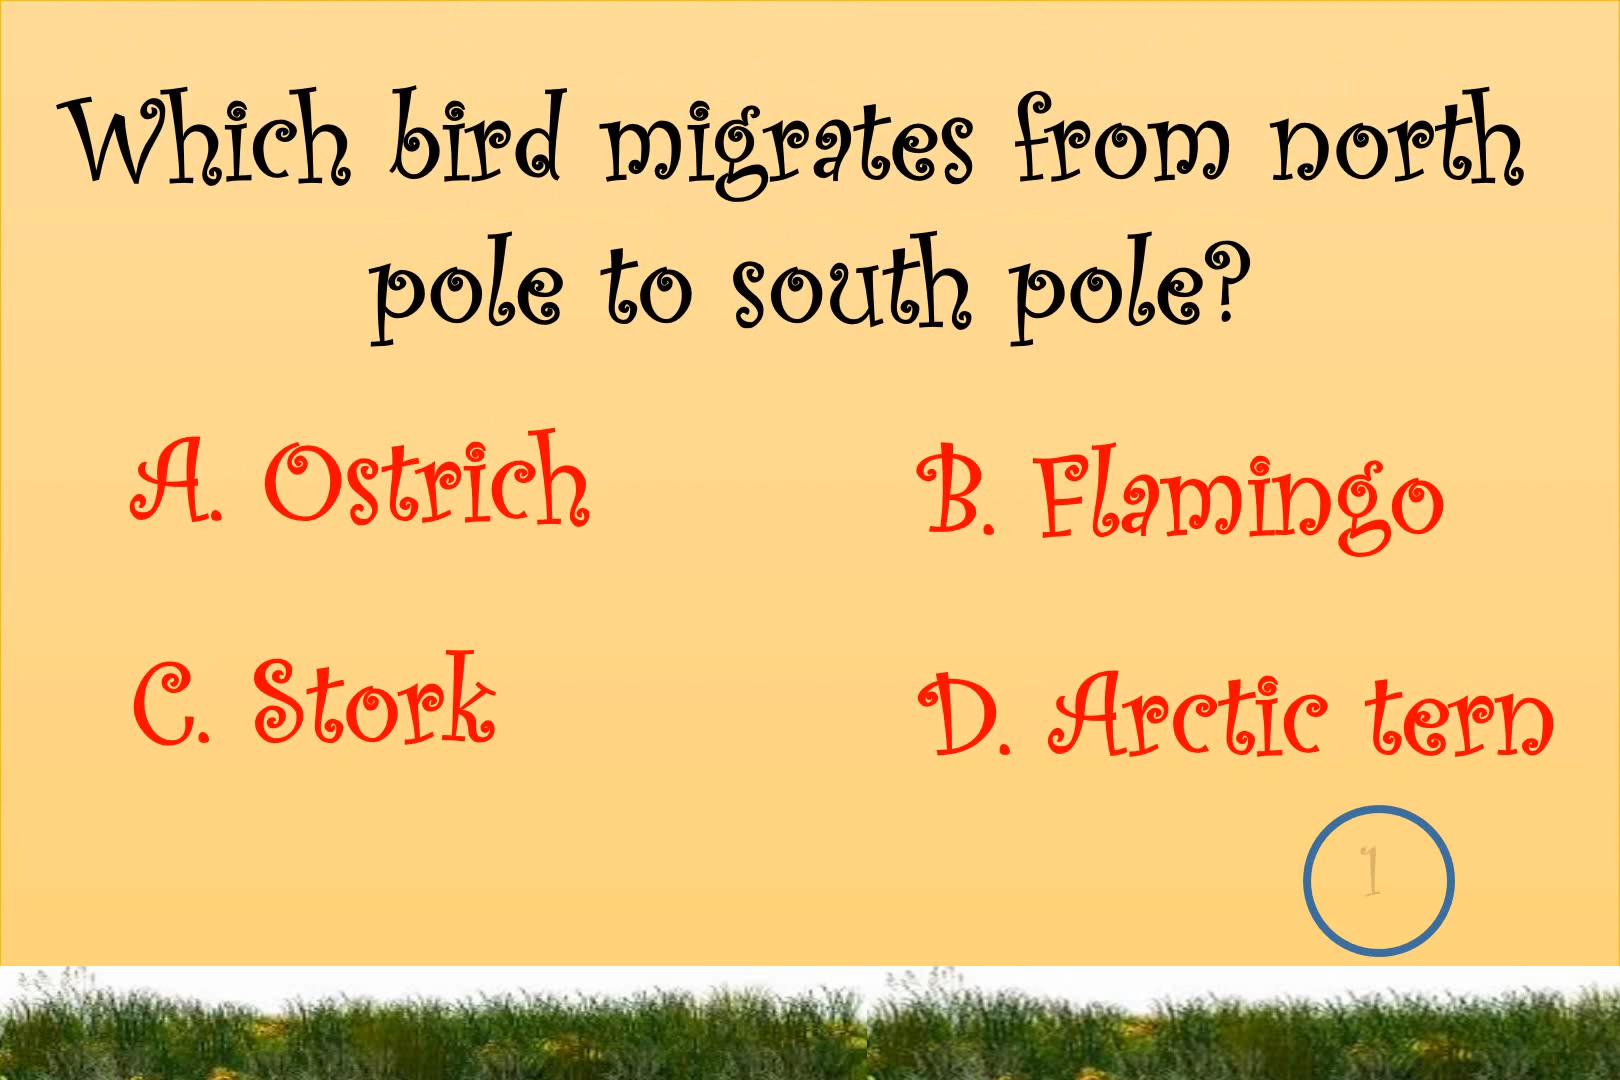 Which bird migrates from north
pole to south pole?
A. Ostrich
B. Flamingo
C. Stork
D. Arctic tern
1